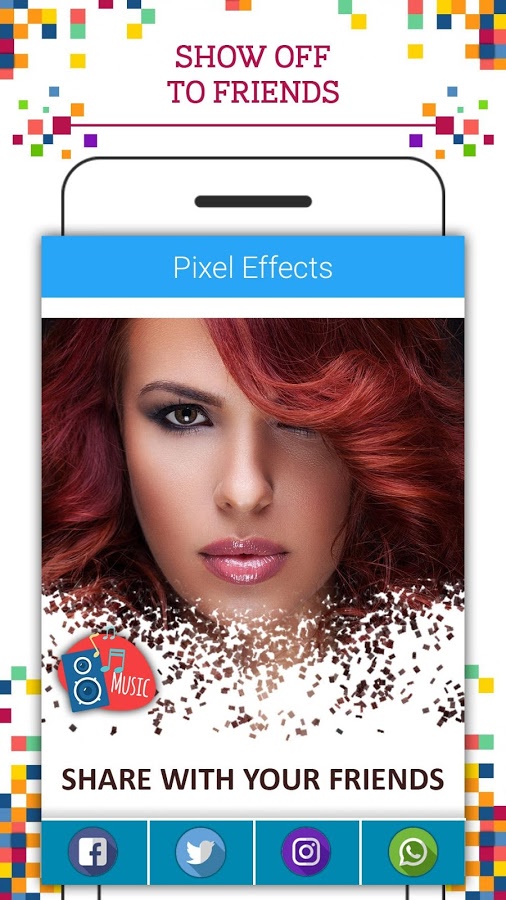 SHOW OFF
TO FRIENDS
Pixel Effects
MUSIC
SHARE WITH YOUR FRIENDS